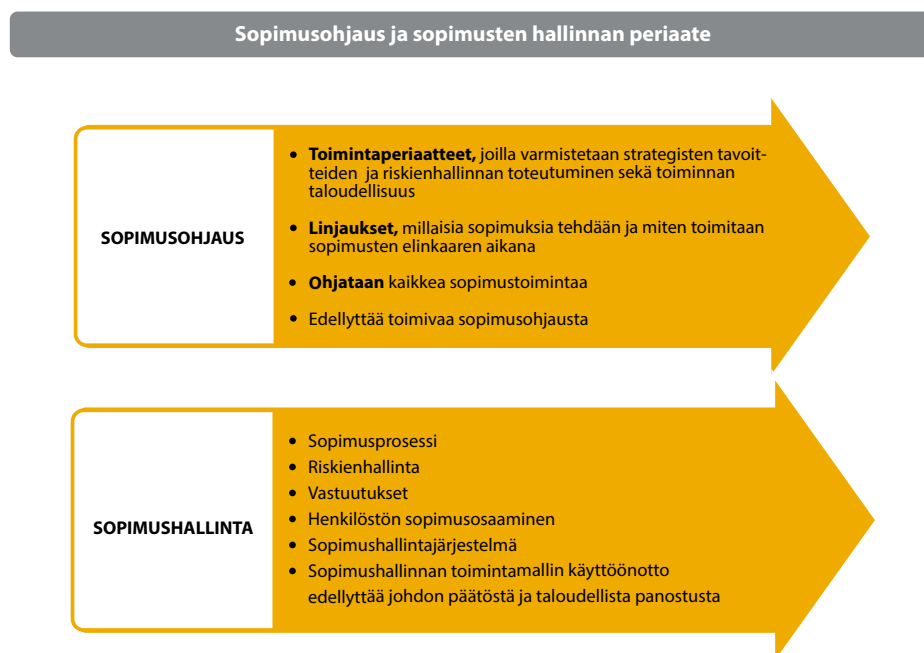 Sopimusohjaus ja sopimusten hallinnan periaate
SOPIMUSOHJAUS
• Toimintaperiaatteet, joilla varmistetaan strategisten tavoit-
teiden ja riskienhallinnan toteutuminen sekä toiminnan
taloudellisuus
• Linjaukset, millaisia sopimuksia tehdään ja miten toimitaan
sopimusten elinkaaren aikana
• Ohjataan kaikkea sopimustoimintaa
• Edellyttää toimivaa sopimusohjausta
SOPIMUSHALLINTA
• Sopimusprosessi
• Riskienhallinta
• Vastuutukset
• Henkilöstön sopimusosaaminen
• Sopimushallintajärjestelmä
• Sopimushallinnan toimintamallin käyttöönotto
edellyttää johdon päätöstä ja taloudellista panostusta